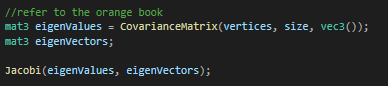 //refer to the orange book
mat3 eigenValues = CovarianceMatrix(vertices, size, vec3());
mat3 eigenVectors;
Jacobi(eigenValues, eigenVectors);